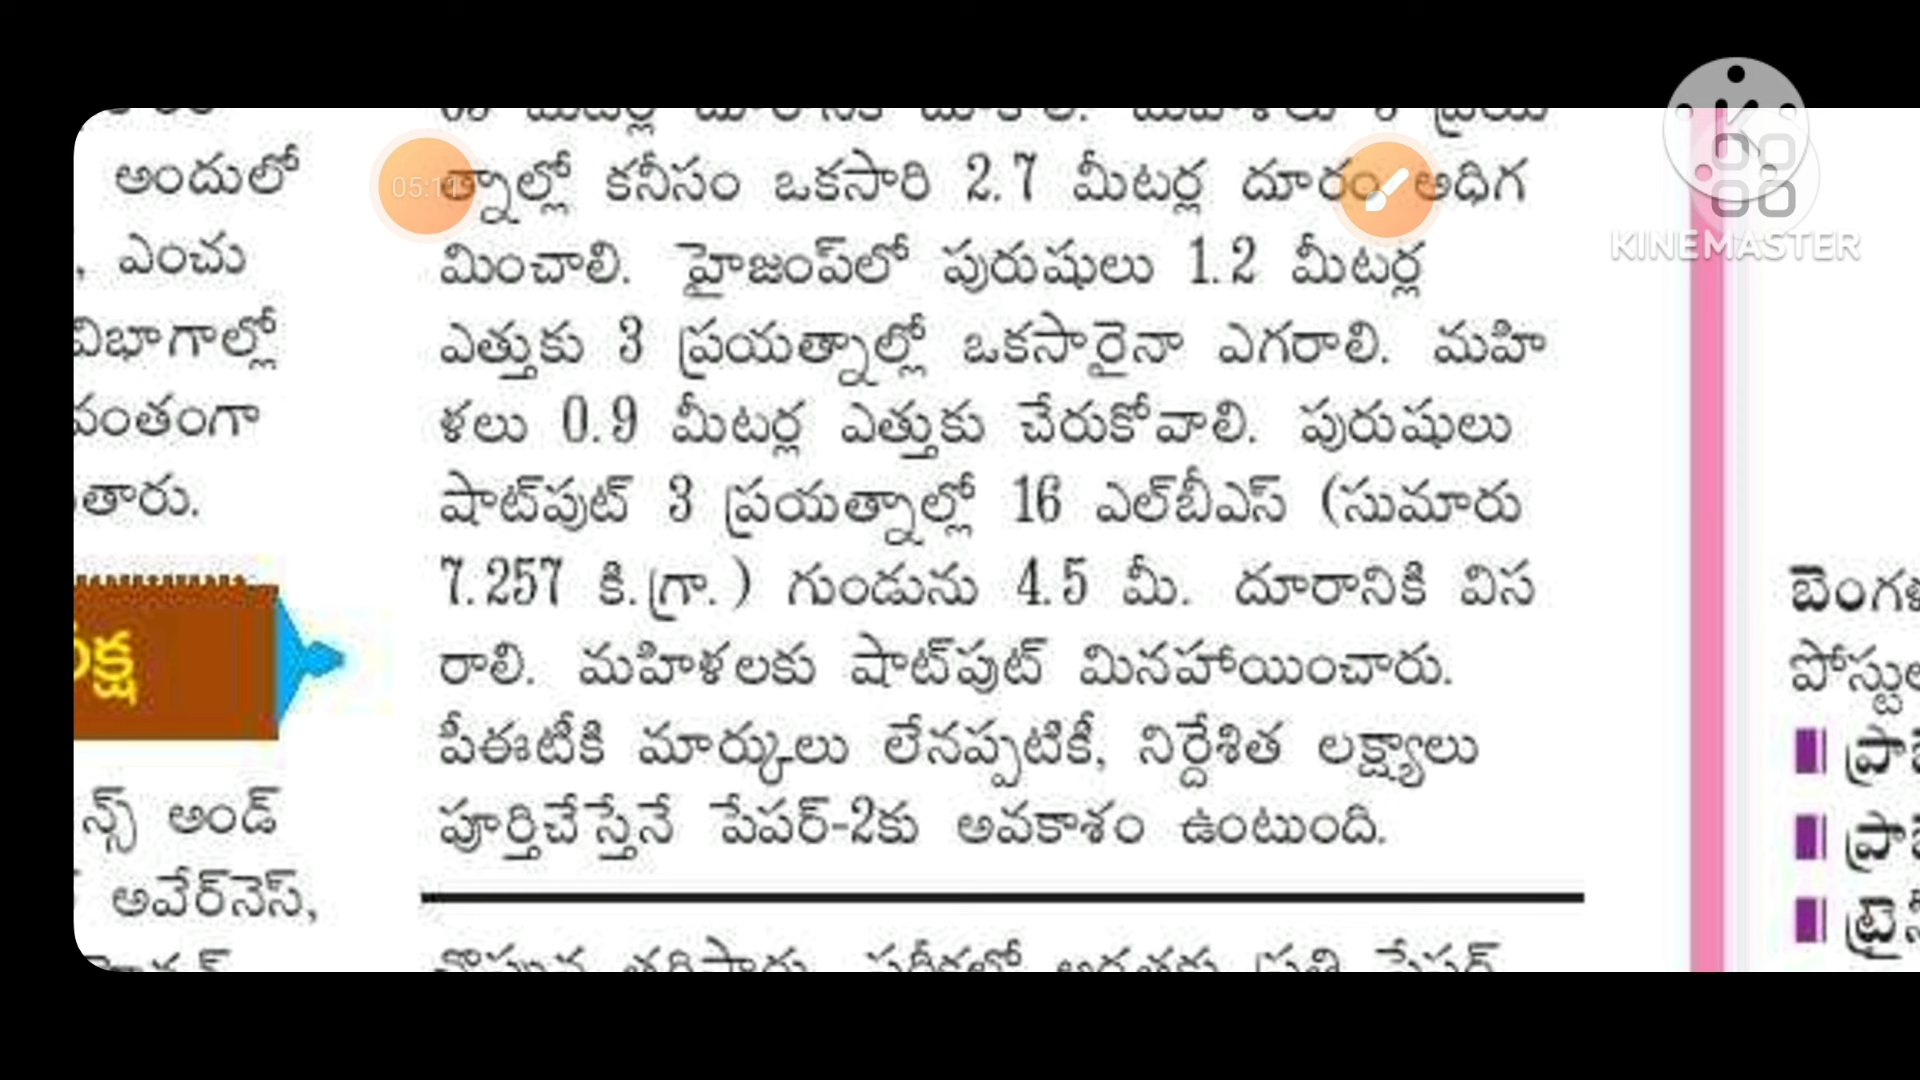 అందులో
, ఎంచు
విభాగాల్లో
తారు.
న్స్ అండ్
అవేర్‌నెస్,
05:11
త్నాల్లో కనీసం ఒకసారి 2.7 మీటర్ల దూరం అధిగ
మించాలి. హైజంప్‌లో పురుషులు 1.2 మీటర్ల
ఎత్తుకు 3 ప్రయత్నాల్లో ఒకసారైనా ఎగరాలి. మహి
ళలు 0.9 మీటర్ల ఎత్తుకు చేరుకోవాలి. పురుషులు
షాట్‌పుట్ 3 ప్రయత్నాల్లో 16 ఎల్‌బీఎస్ (సుమారు
7.257 కి.గ్రా.) గుండును 4.5 మీ. దూరానికి విస
రాలి. మహిళలకు షాట్‌పుట్ మినహాయించారు.
పీఈటీకి మార్కులు లేనప్పటికీ, నిర్దేశిత లక్ష్యాలు
పూర్తిచేస్తేనే పేపర్-2కు అవకాశం ఉంటుంది.
KINEMASTER